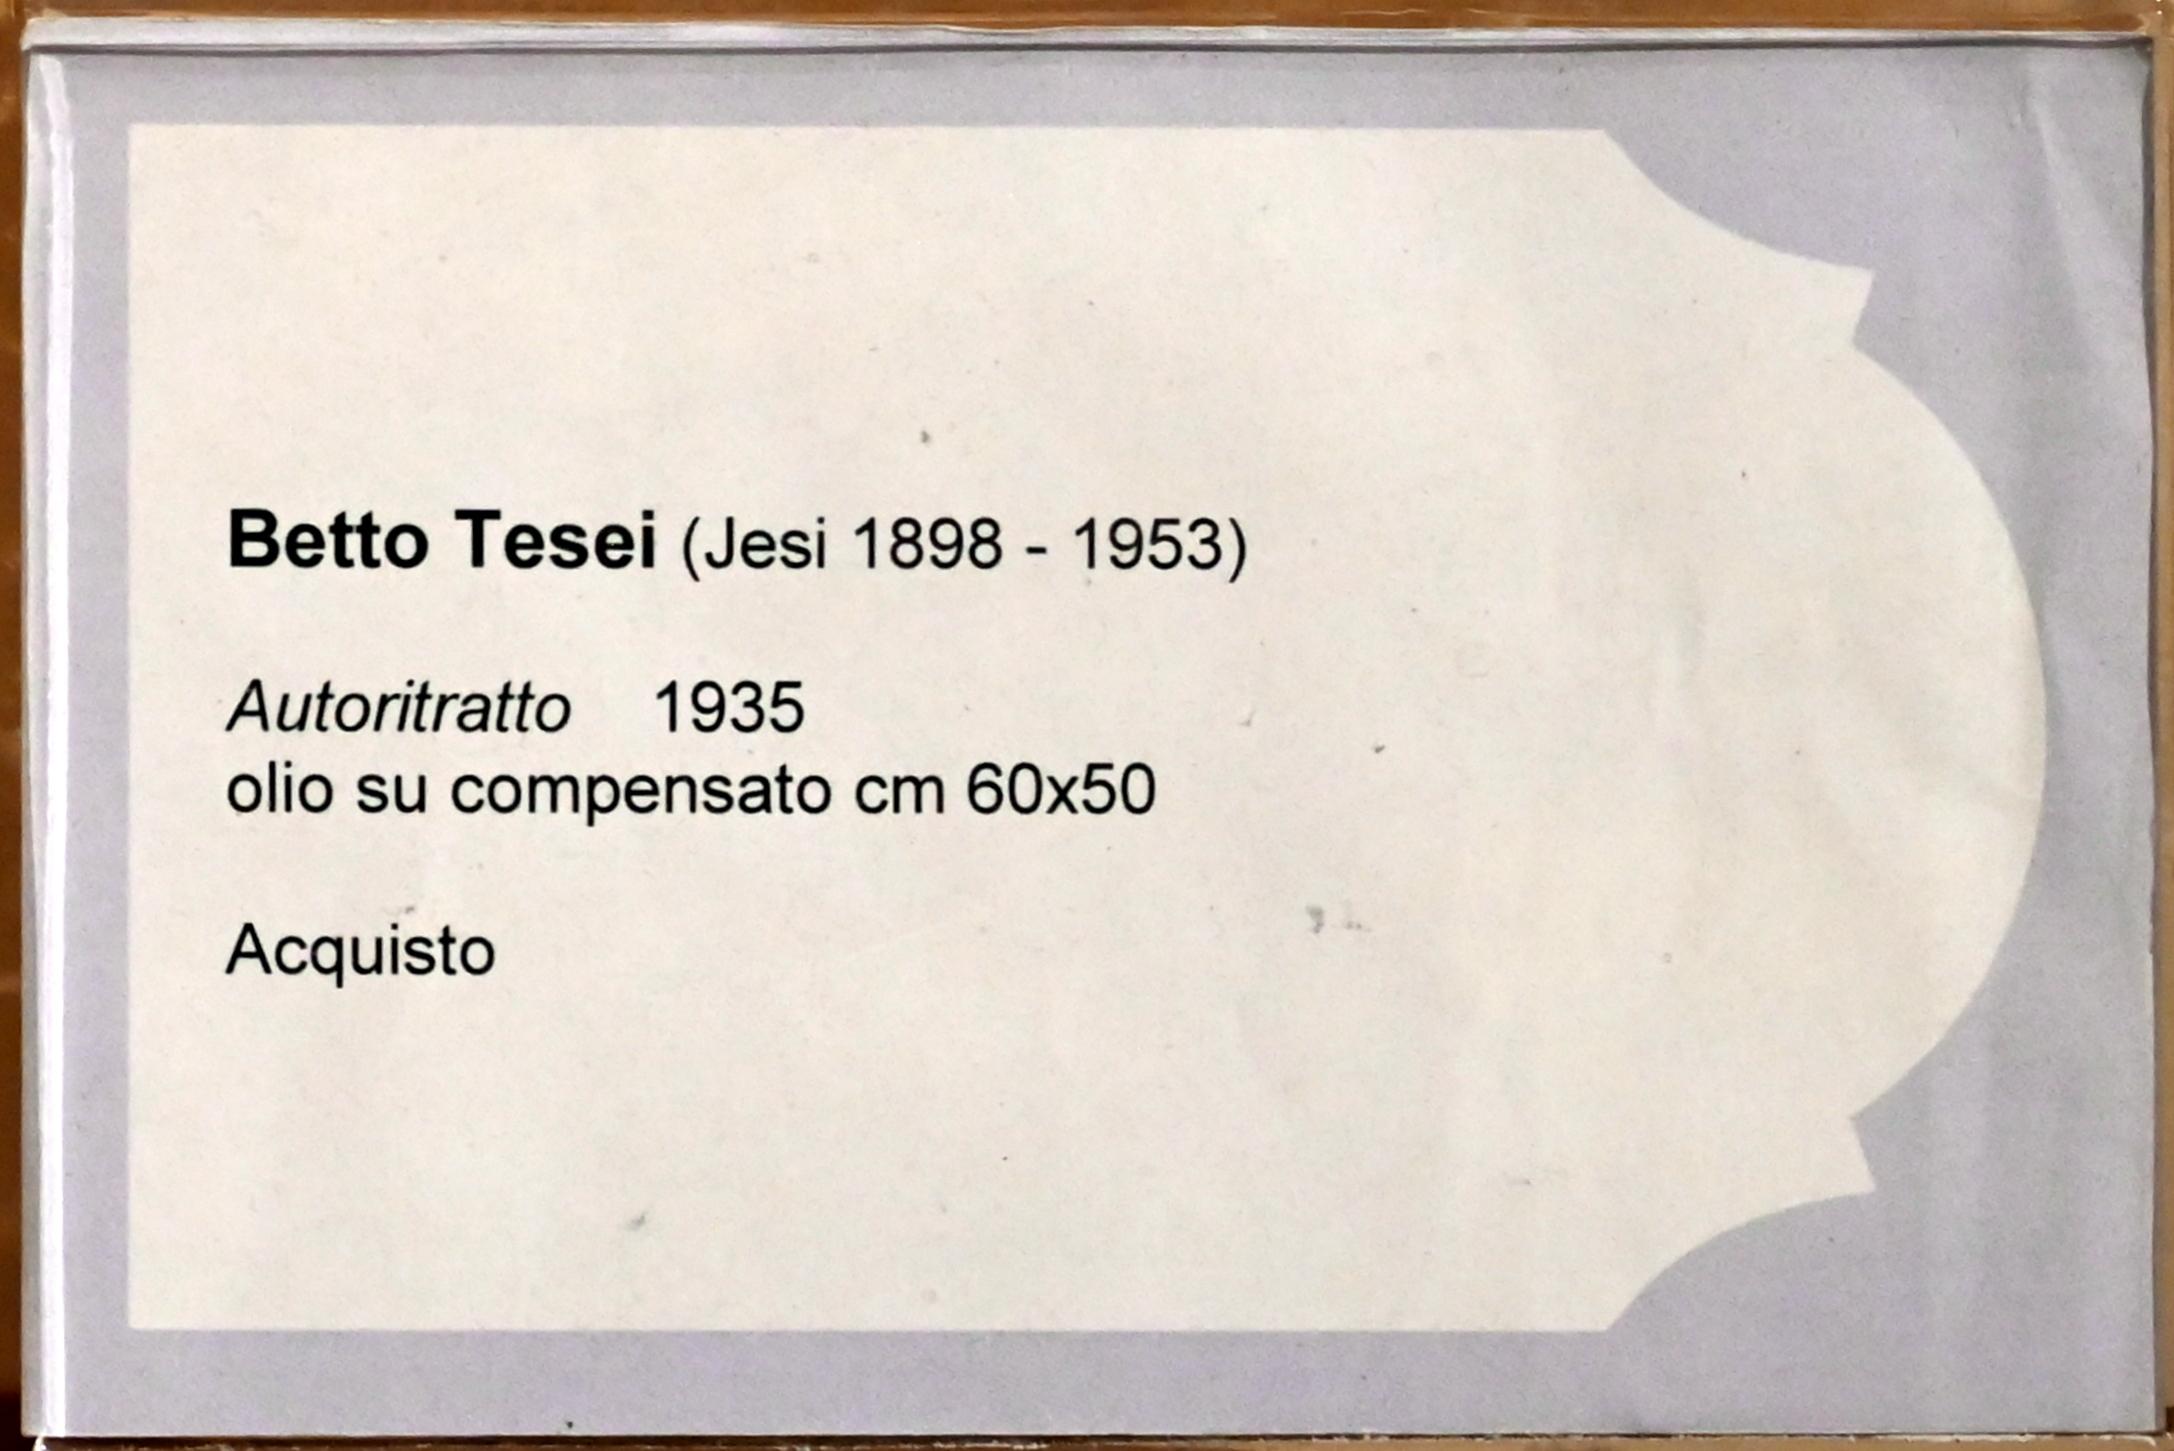 Betto Tesei (Jesi 1898 - 1953)
Autoritratto 1935
olio su compensato cm 60x50
Acquisto